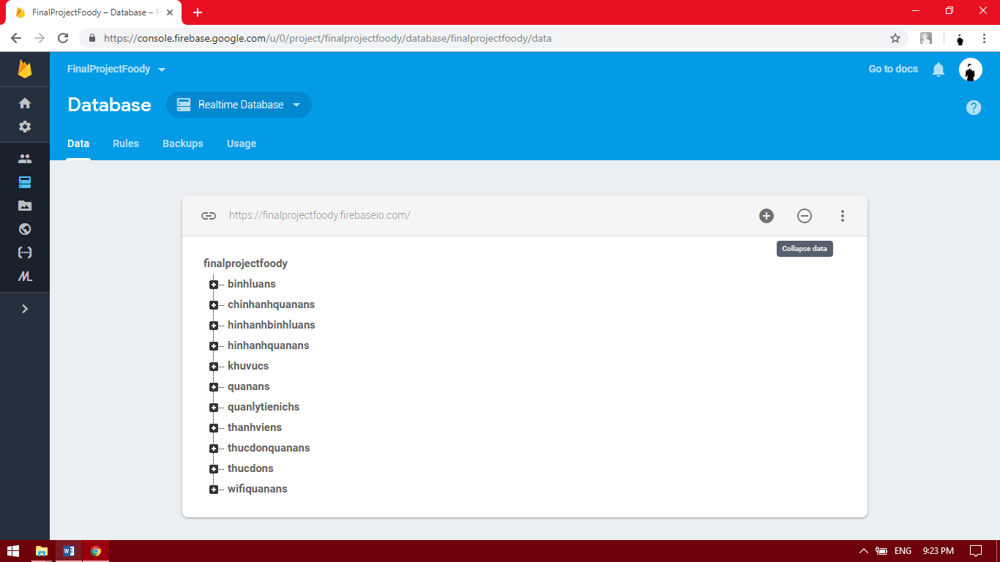 FinalProjectFoody – Database – F
https://console.firebase.google.com/u/0/project/finalprojectfoody/database/finalprojectfoody/data
FinalProjectFoody
Go to docs
Database
Realtime Database
Data Rules Backups Usage
https://finalprojectfoody.firebaseio.com/
Collapse data
finalprojectfoody
binhluans
chinhanhquanans
hinhanhbinhluans
hinhanhquanans
khuvucs
quanans
quanlytienichs
thanhviens
thucdonquanans
thucdons
wifiquanans
ENG 9:23 PM